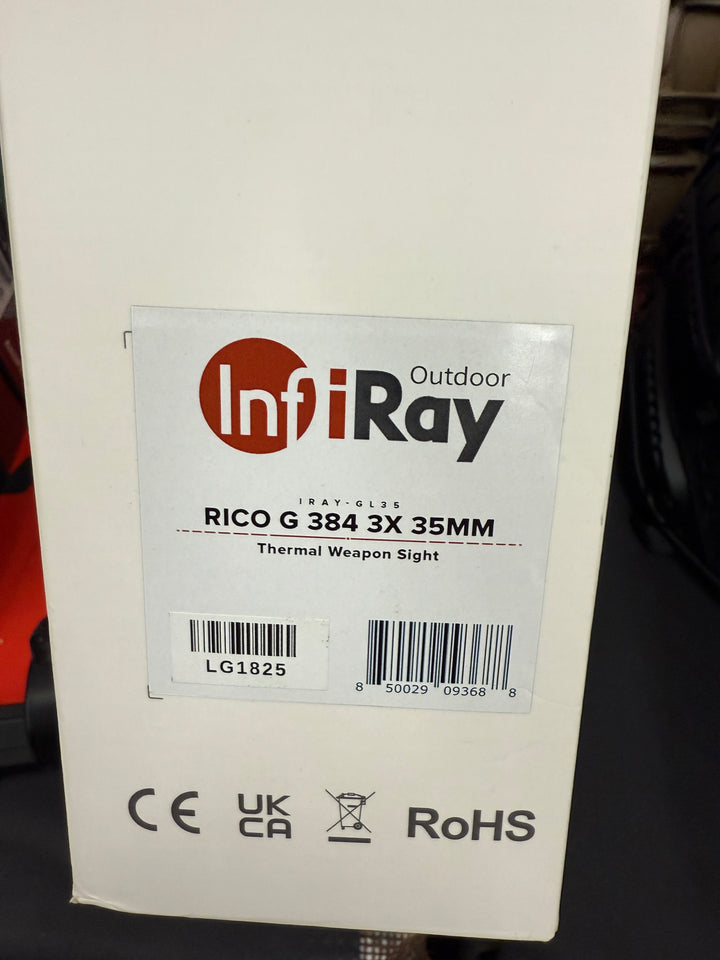 InfiRay Outdoor
IRAY-GL35
RICO G 384 3X 35MM
Thermal Weapon Sight
LG1825
8 50029 09368 8
CE UK CA RoHS